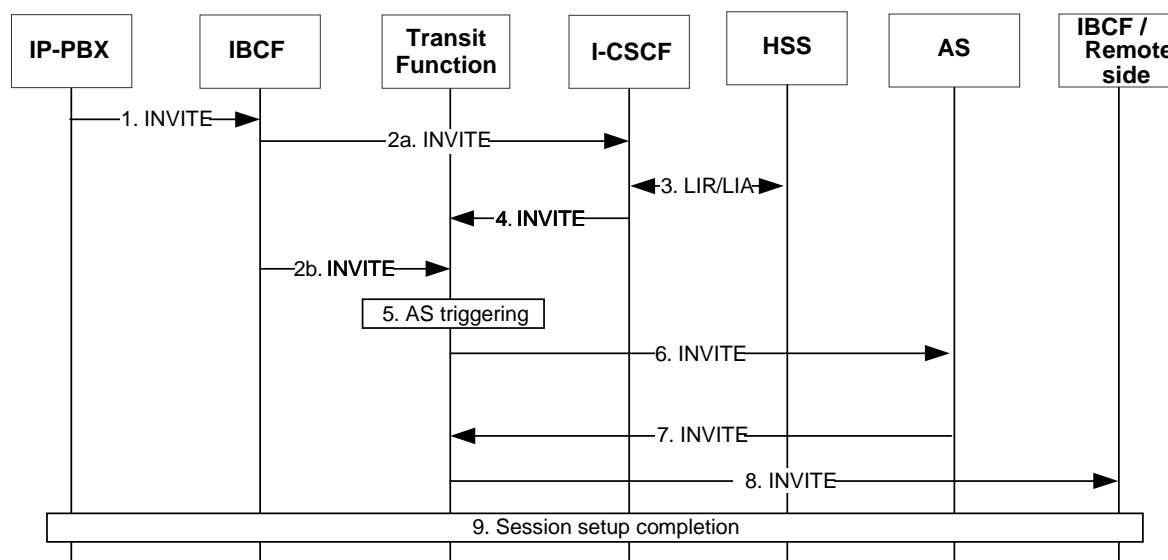 IP-PBX
IBCF
Transit
Function
I-CSCF
HSS
AS
IBCF /
Remote
side
1. INVITE
2a. INVITE
3. LIR/LIA
4. INVITE
2b. INVITE
5. AS triggering
6. INVITE
7. INVITE
8. INVITE
9. Session setup completion